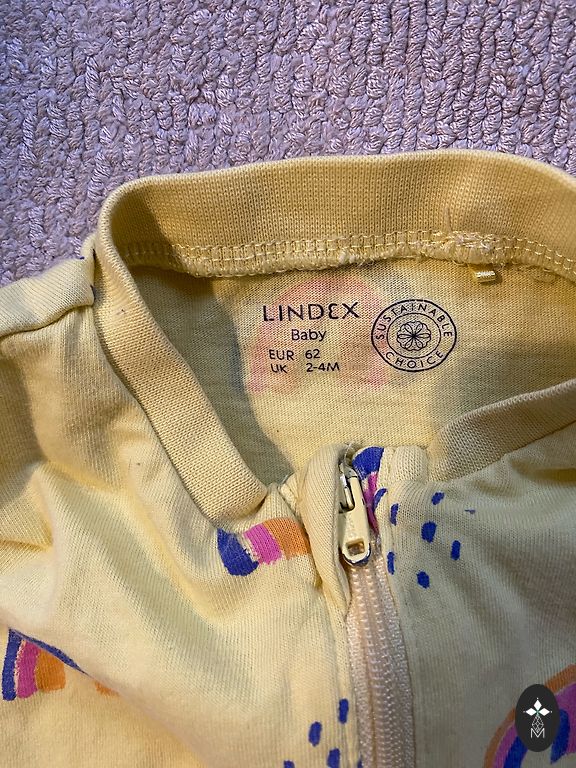 LINDEX
Baby
EUR 62
UK 2-4M
SUSTAINABLE
CHOICE
M